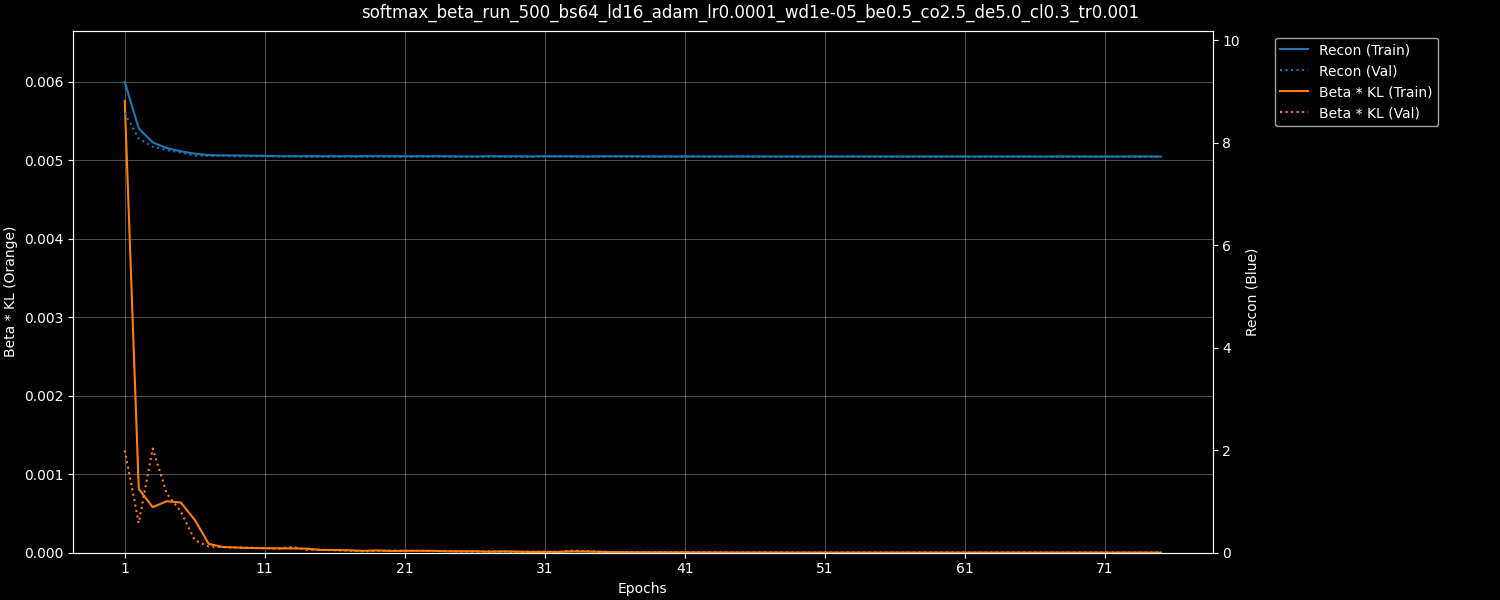 softmax_beta_run_500_bs64_ld16_adam_lr0.0001_wd1e-05_be0.5_co2.5_de5.0_cl0.3_tr0.001
Beta * KL (Orange)
0.006
0.005
0.004
0.003
0.002
0.001
0.000
1 11 21 31 41 51 61 71
Epochs
10
8
6
4
2
0
Recon (Blue)
Recon (Train)
Recon (Val)
Beta * KL (Train)
Beta * KL (Val)